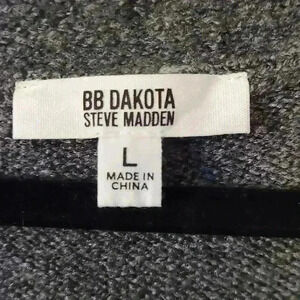 BB DAKOTA
STEVE MADDEN
L
MADE IN
CHINA